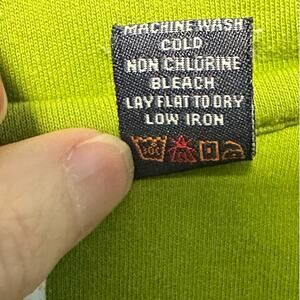 MACHINE WASH
COLD
NON CHLORINE
BLEACH
LAY FLAT TO DRY
LOW IRON